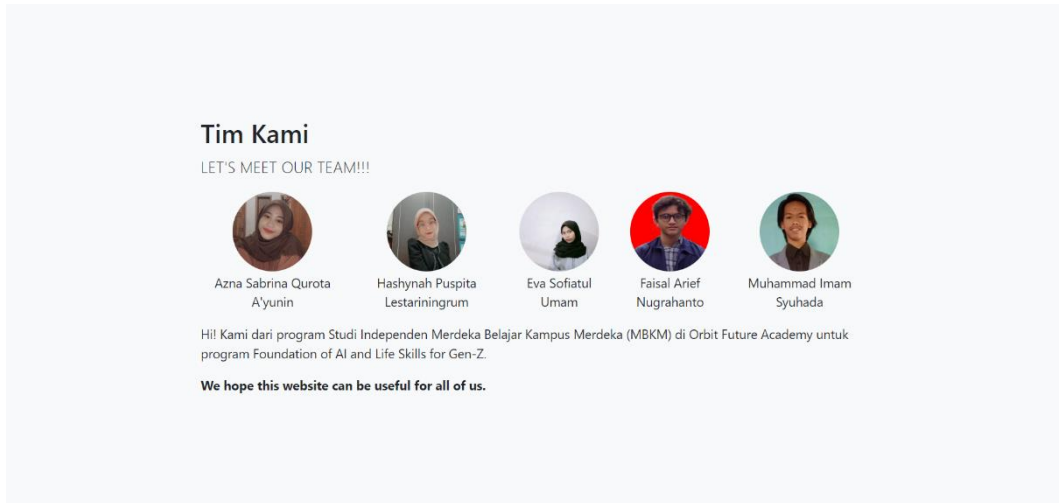 Tim Kami
LET'S MEET OUR TEAM!!!
Azna Sabrina Qurota
A'yunin
Hashynah Puspita
Lestariningrum
Eva Sofiatul
Umam
Faisal Arief
Nugrahanto
Muhammad Imam
Syuhada
Hi! Kami dari program Studi Independen Merdeka Belajar Kampus Merdeka (MBKM) di Orbit Future Academy untuk
program Foundation of AI and Life Skills for Gen-Z.
We hope this website can be useful for all of us.